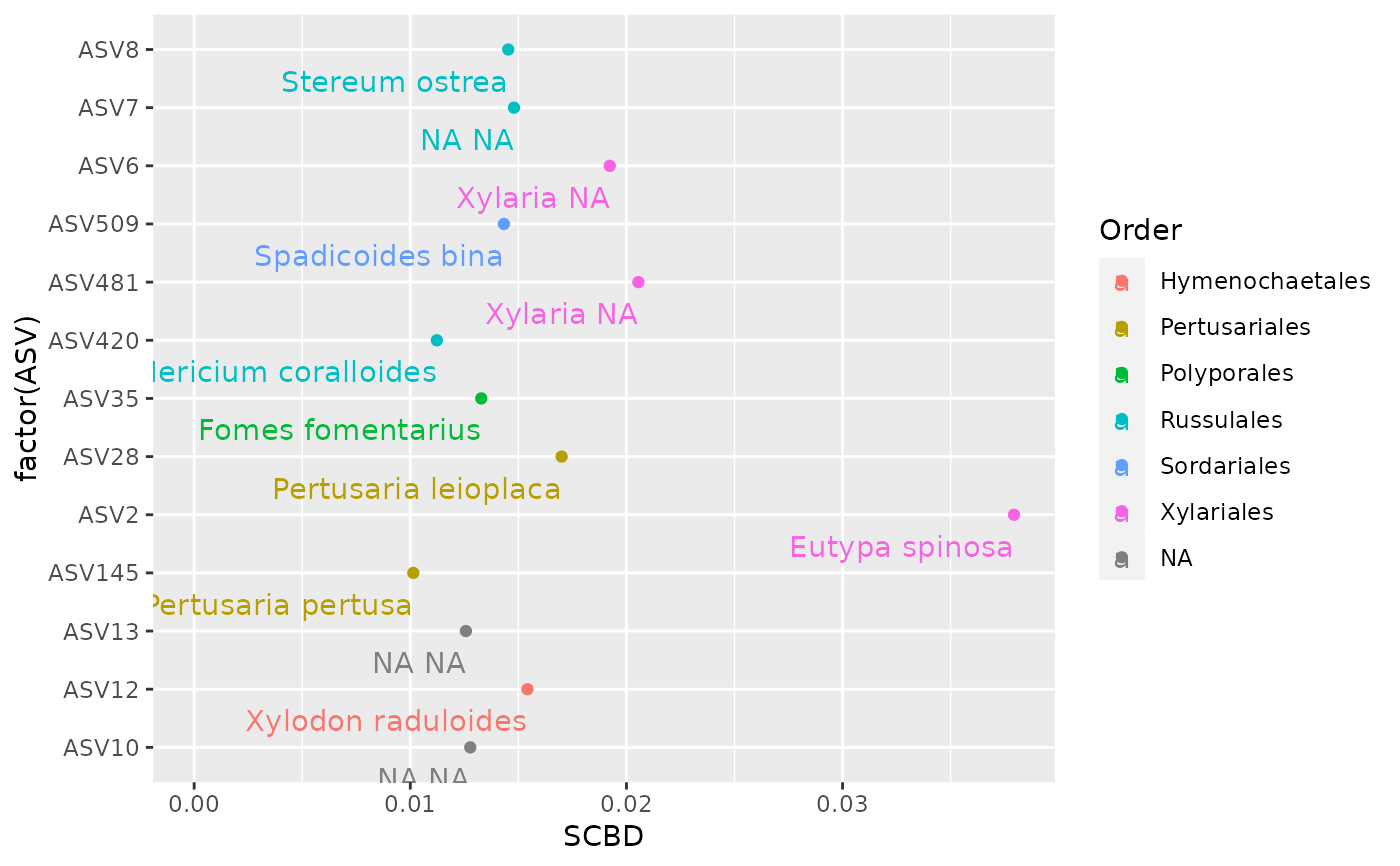 ASV8
Stereum ostrea
ASV7
NA NA
ASV6
Xylaria NA
ASV509
Spadicoides bina
ASV481
Xylaria NA
ASV420
coralloides
ASV35
Fomes fomentarius
ASV28
Pertusaria leioplaca
ASV2
Eutypa spinosa
ASV145
Pertusaria pertusa
ASV13
NA NA
ASV12
Xylodon raduloides
ASV10
NA NA
0.00 0.01 0.02 0.03
SCBD
factor(ASV)
Order
a Hymenochaetales
a Pertusariales
a Polyporales
a Russulales
a Sordariales
a Xylariales
a NA